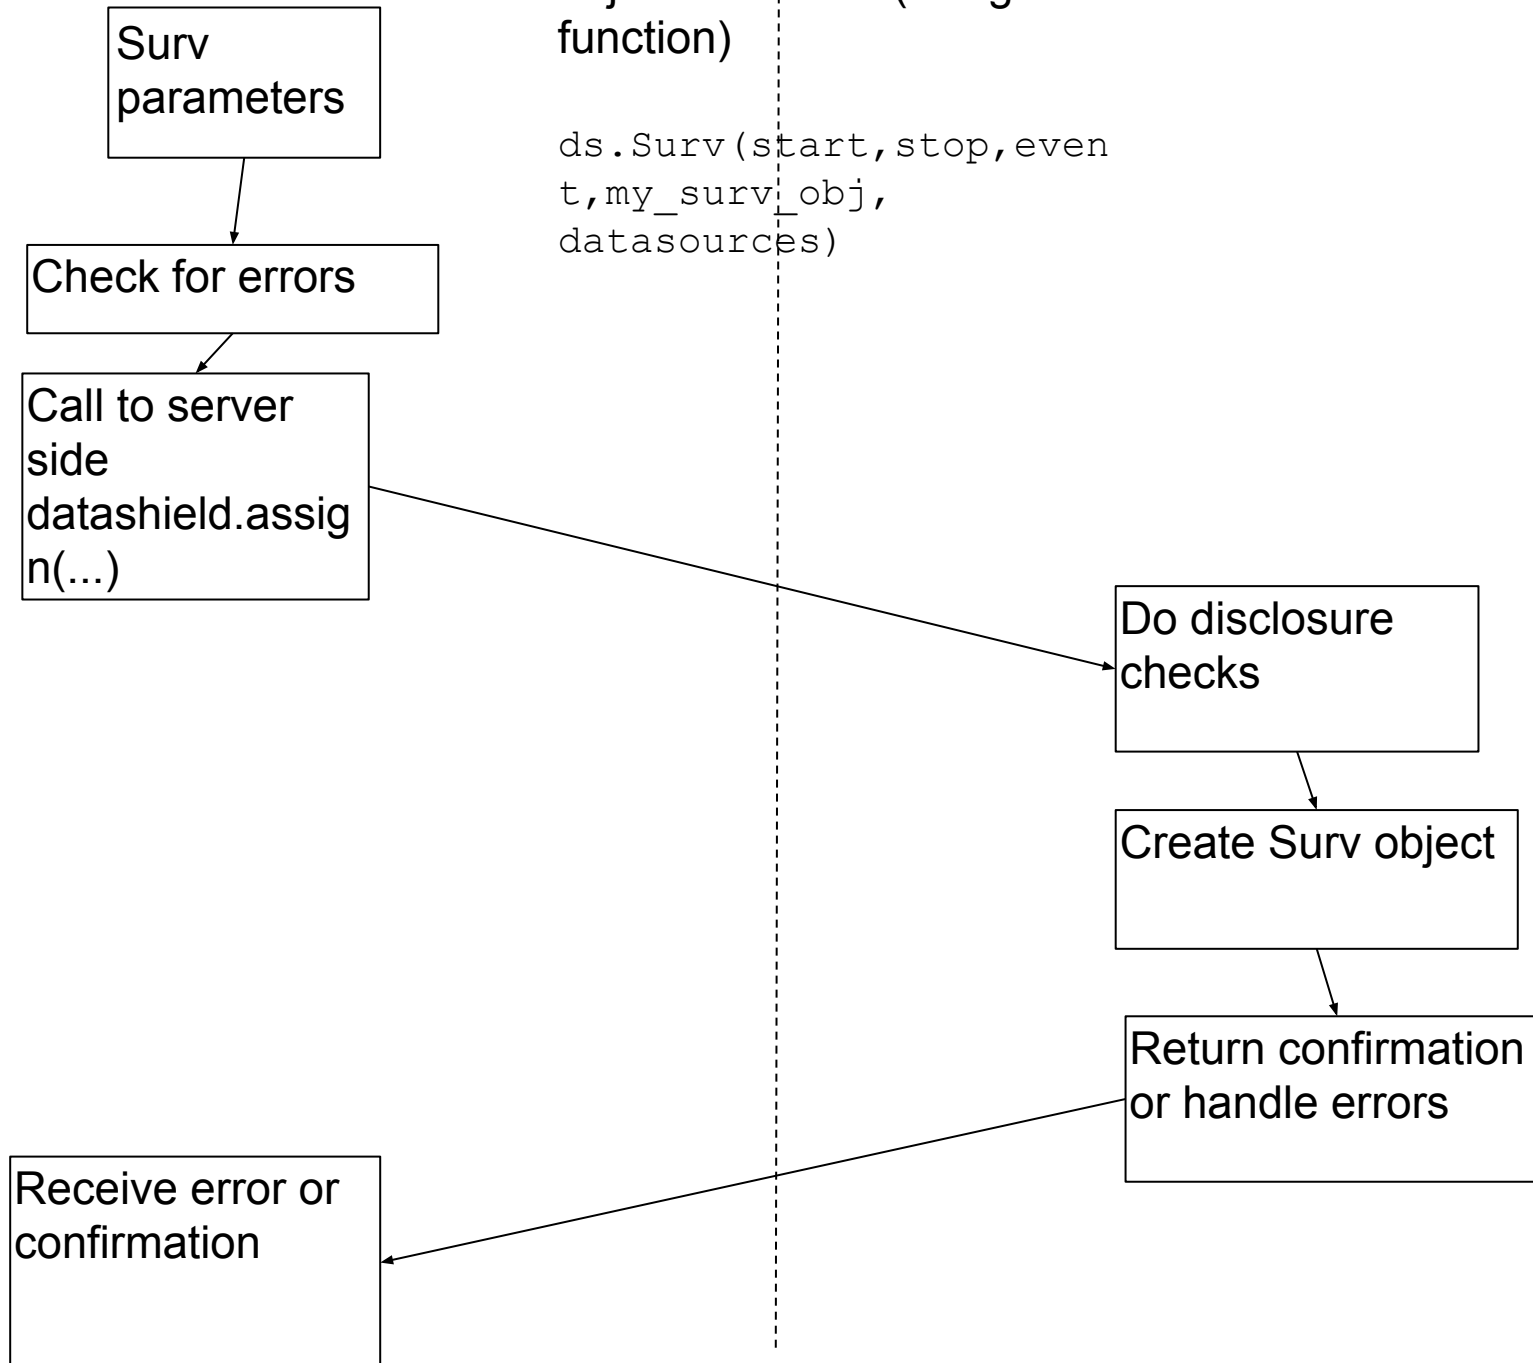 function)
Surv
parameters
ds.Surv(start,stop,even
t,my_surv_obj,
datasources)
Check for errors
Call to server
side
datashield.assig
n(...)
Do disclosure
checks
Create Surv object
Return confirmation
or handle errors
Receive error or
confirmation